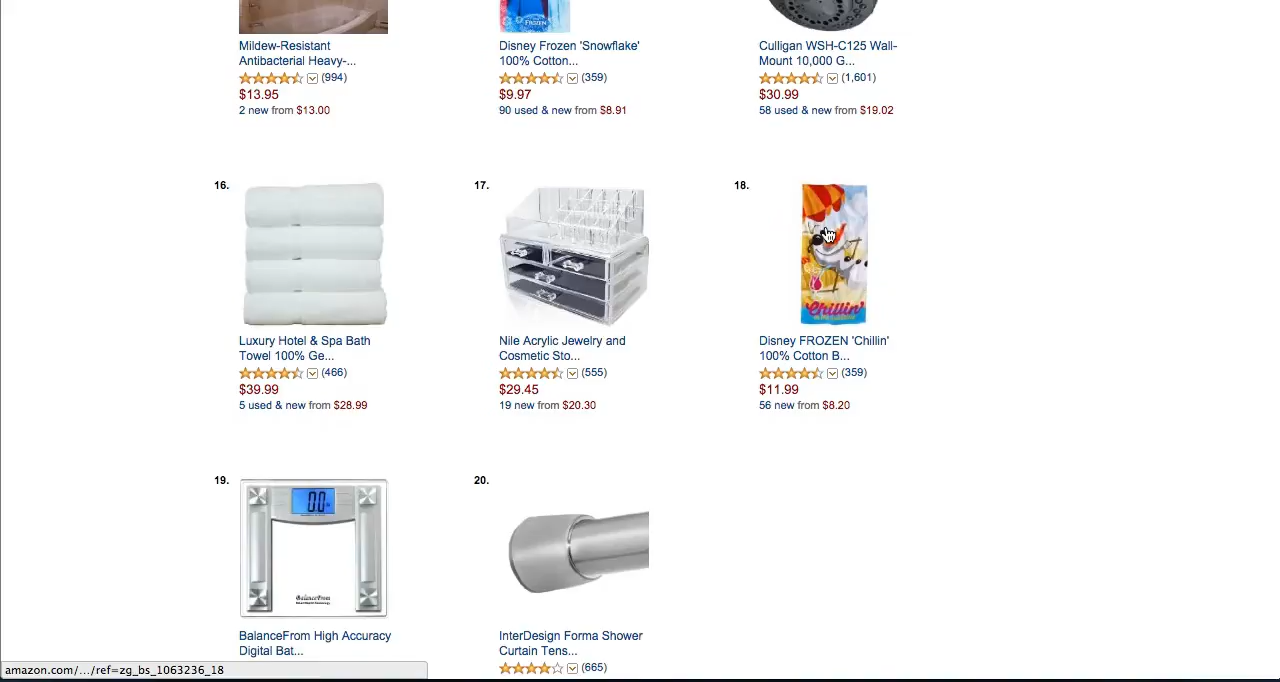 FROZEN
Mildew-Resistant
Antibacterial Heavy-...
(994)
$13.95
2 new from $13.00
Disney Frozen 'Snowflake'
100% Cotton...
(359)
$9.97
90 used & new from $8.91
Culligan WSH-C125 Wall-
Mount 10,000 G...
(1,601)
$30.99
58 used & new from $19.02
16.
Luxury Hotel & Spa Bath
Towel 100% Ge...
(466)
$39.99
5 used & new from $28.99
17.
Nile Acrylic Jewelry and
Cosmetic Sto...
(555)
$29.45
19 new from $20.30
18.
Chillin'
Disney FROZEN 'Chillin'
100% Cotton B...
(359)
$11.99
56 new from $8.20
19.
0.0
BalanceFrom
BalanceFrom High Accuracy
Digital Bat...
20.
InterDesign Forma Shower
Curtain Tens...
(665)
amazon.com/.../ref=zg_bs_1063236_18